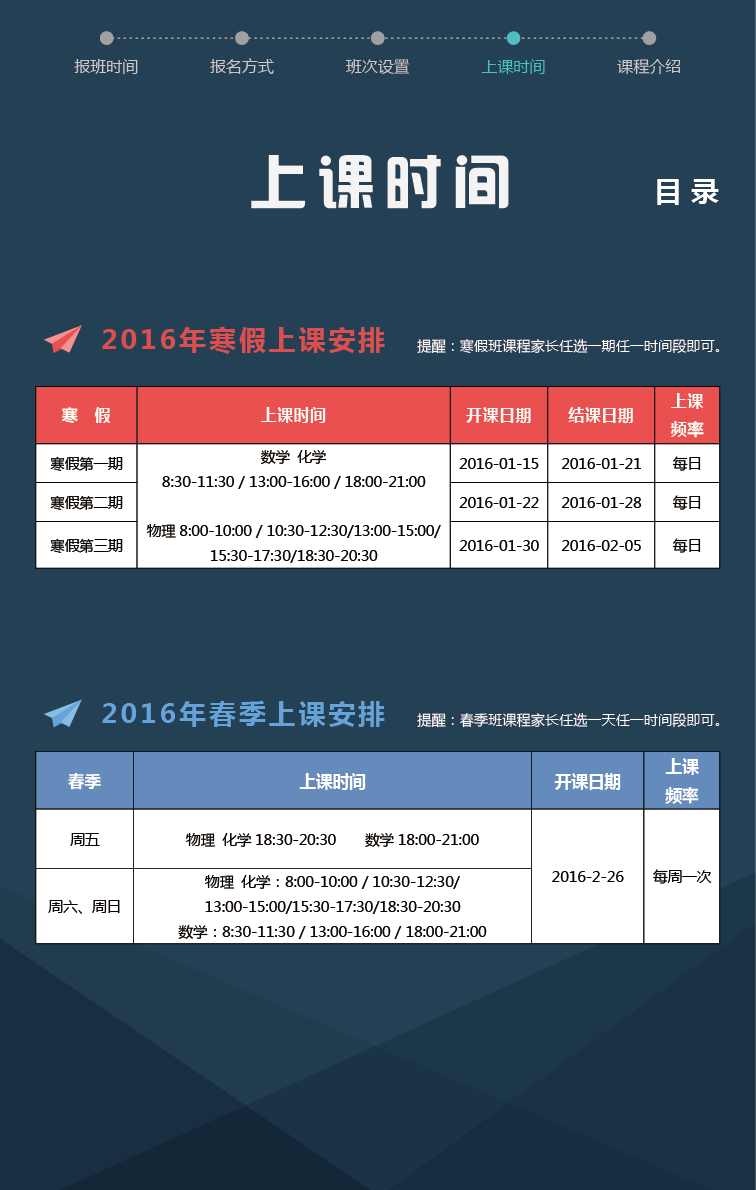 报班时间 报名方式 班次设置 上课时间 课程介绍
上课时间
目录
2016年寒假上课安排 提醒：寒假班课程家长任选一期任一时间段即可。
寒 假 上课时间 开课日期 结课日期 上课
频率
寒假第一期
数学 化学
8:30-11:30 / 13:00-16:00 / 18:00-21:00
物理 8:00-10:00 / 10:30-12:30/13:00-15:00/
15:30-17:30/18:30-20:30
2016-01-15 2016-01-21 每日
寒假第二期 2016-01-22 2016-01-28 每日
寒假第三期 2016-01-30 2016-02-05 每日
2016年春季上课安排 提醒：春季班课程家长任选一天任一时间段即可。
春季 上课时间 开课日期 上课
频率
周五 物理 化学 18:30-20:30 数学 18:00-21:00
2016-2-26 每周一次
周六、周日
物理 化学：8:00-10:00 / 10:30-12:30/
13:00-15:00/15:30-17:30/18:30-20:30
数学：8:30-11:30 / 13:00-16:00 / 18:00-21:00